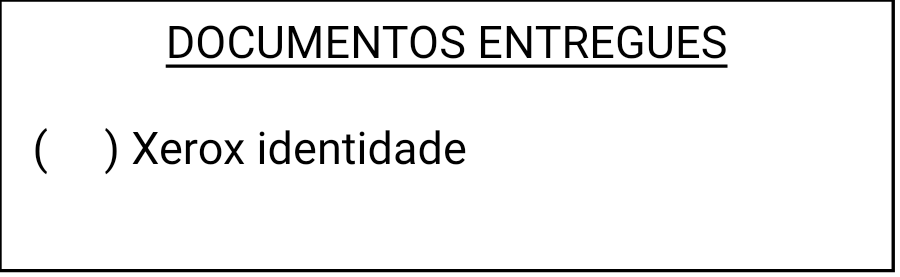 DOCUMENTOS ENTREGUES
(    ) Xerox identidade